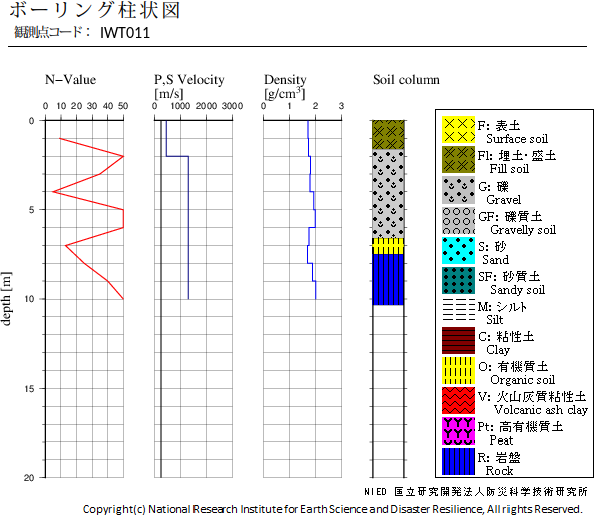 ボーリング柱状図
観測点コード： IWT011
N-Value
P,S Velocity
[m/s]
Density
[g/cm3]
Soil column
0 10 20 30 40 50
0 1000 2000 3000
0 1 2 3
0
5
10
15
20
depth [m]
F: 表土
Surface soil
Fl: 埋土・盛土
Fill soil
G: 礫
Gravel
GF: 礫質土
Gravelly soil
S: 砂
Sand
SF: 砂質土
Sandy soil
M: シルト
Silt
C: 粘性土
Clay
O: 有機質土
Organic soil
V: 火山灰質粘性土
Volcanic ash clay
Pt: 高有機質土
Peat
R: 岩盤
Rock
NIED 国立研究開発法人防災科学技術研究所
Copyright(c) National Research Institute for Earth Science and Disaster Resilience, All rights Reserved.